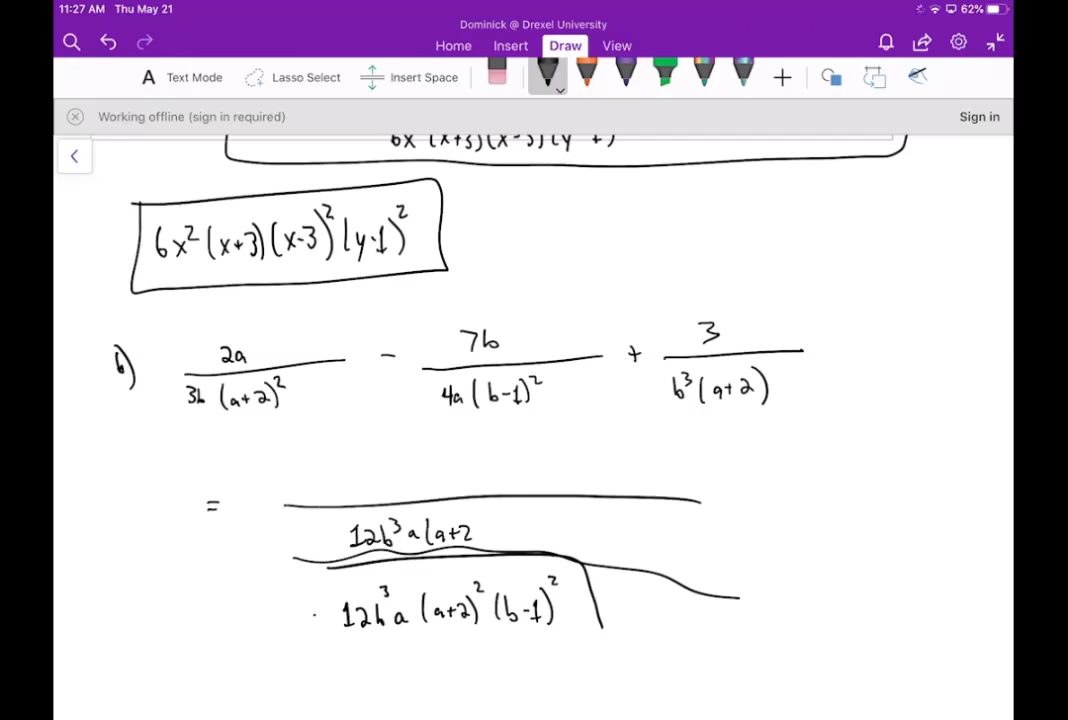 11:27 AM Thu May 21
62%
Dominick @ Drexel University
Home Insert Draw View
A Text Mode Lasso Select Insert Space
Working offline (sign in required) Sign in
6x²(x+3)(x-3)²(y-1)²
b) 2a/(3b(a+2)²) - 7b/(4a(b-1)²) + 3/(b³(a+2))
=
12b³a(a+2
12b³a(a+2)²(b-1)²